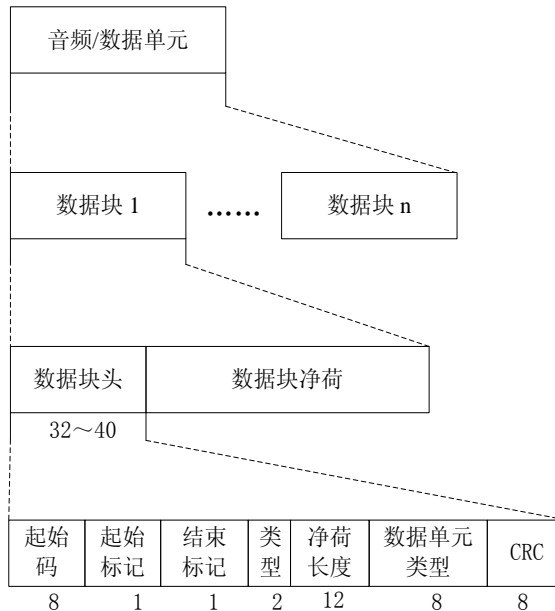 音频/数据单元
数据块 1 …… 数据块 n
数据块头 数据块净荷
32～40
起始码 起始标记 结束标记 类型 净荷长度 数据单元类型 CRC
8 1 1 2 12 8 8